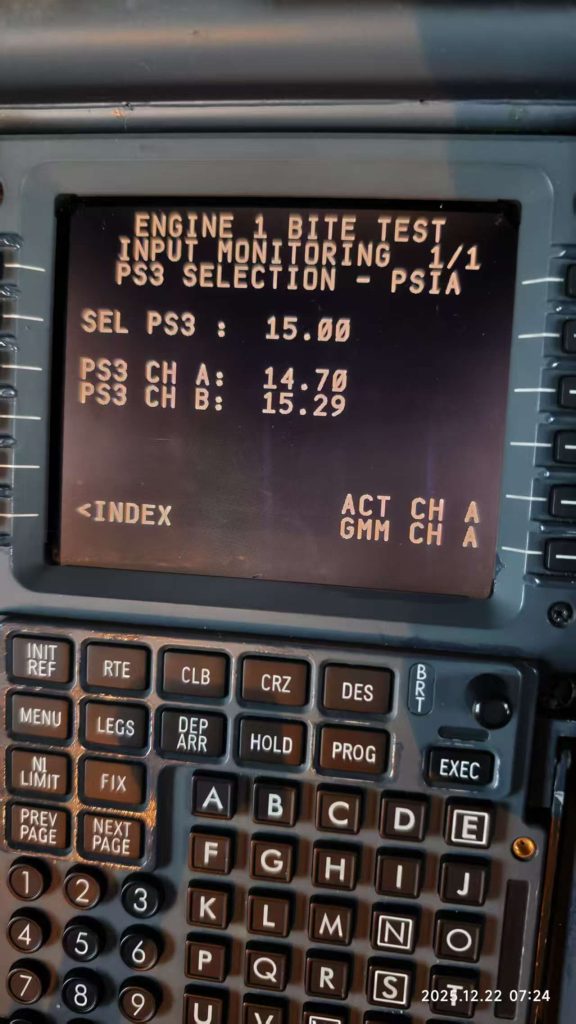 ENGINE 1 BITE TEST
INPUT MONITORING 1/1
PS3 SELECTION - PSIA
SEL PS3 : 15.00
PS3 CH A: 14.70
PS3 CH B: 15.29
<INDEX
ACT CH A
GMM CH A
INIT REF
RTE
CLB
CRZ
DES
BRT
MENU
LEGS
DEP ARR
HOLD
PROG
EXEC
N1 LIMIT
FIX
PREV PAGE
NEXT PAGE
A B C D E
F G H I J
1 2 3
K L M N O
4 5 6
P Q R S T
7 8 9
U V
2025.12.22 07:24